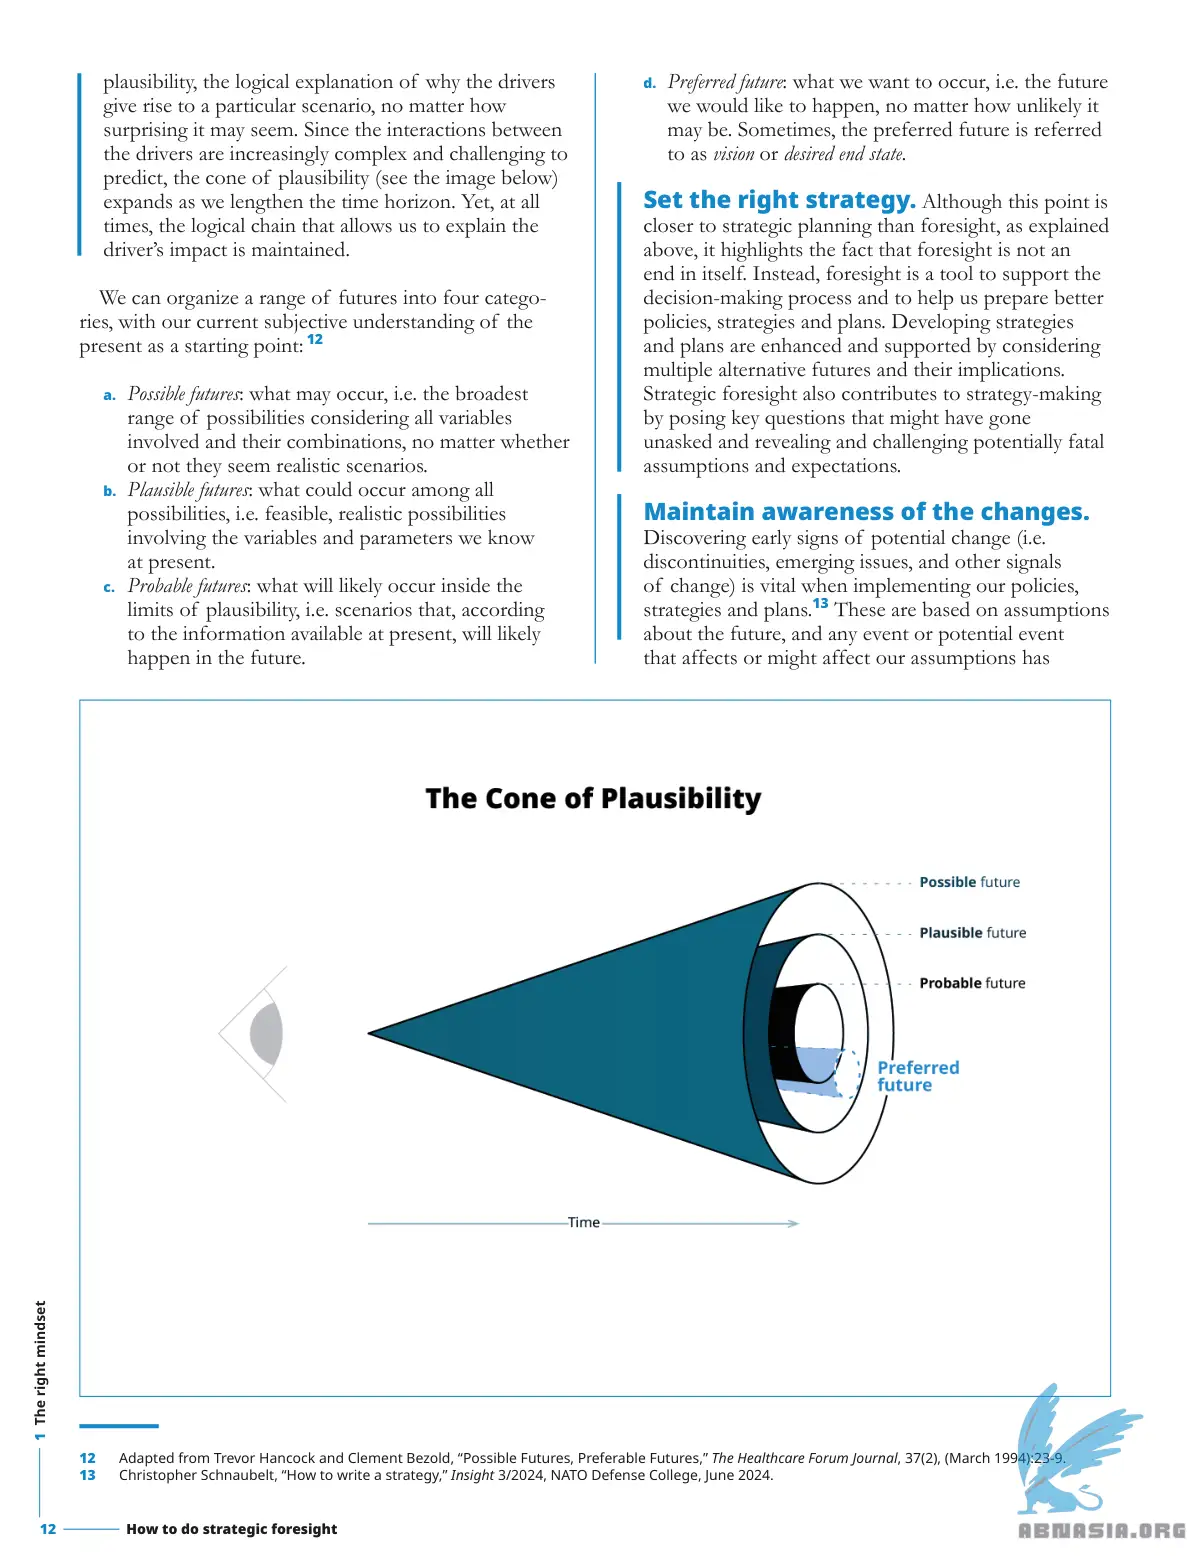 plausibility, the logical explanation of why the drivers
give rise to a particular scenario, no matter how
surprising it may seem. Since the interactions between
the drivers are increasingly complex and challenging to
predict, the cone of plausibility (see the image below)
expands as we lengthen the time horizon. Yet, at all
times, the logical chain that allows us to explain the
driver’s impact is maintained.
We can organize a range of futures into four catego-
ries, with our current subjective understanding of the
present as a starting point: 12
a. Possible futures: what may occur, i.e. the broadest
range of possibilities considering all variables
involved and their combinations, no matter whether
or not they seem realistic scenarios.
b. Plausible futures: what could occur among all
possibilities, i.e. feasible, realistic possibilities
involving the variables and parameters we know
at present.
c. Probable futures: what will likely occur inside the
limits of plausibility, i.e. scenarios that, according
to the information available at present, will likely
happen in the future.
d. Preferred future: what we want to occur, i.e. the future
we would like to happen, no matter how unlikely it
may be. Sometimes, the preferred future is referred
to as vision or desired end state.
Set the right strategy. Although this point is
closer to strategic planning than foresight, as explained
above, it highlights the fact that foresight is not an
end in itself. Instead, foresight is a tool to support the
decision-making process and to help us prepare better
policies, strategies and plans. Developing strategies
and plans are enhanced and supported by considering
multiple alternative futures and their implications.
Strategic foresight also contributes to strategy-making
by posing key questions that might have gone
unasked and revealing and challenging potentially fatal
assumptions and expectations.
Maintain awareness of the changes.
Discovering early signs of potential change (i.e.
discontinuities, emerging issues, and other signals
of change) is vital when implementing our policies,
strategies and plans.13 These are based on assumptions
about the future, and any event or potential event
that affects or might affect our assumptions has
The Cone of Plausibility
Possible future
Plausible future
Probable future
Preferred
future
Time
12 Adapted from Trevor Hancock and Clement Bezold, “Possible Futures, Preferable Futures,” The Healthcare Forum Journal, 37(2), (March 1994):23-9.
13 Christopher Schnaubelt, “How to write a strategy,” Insight 3/2024, NATO Defense College, June 2024.
1 The right mindset
12 How to do strategic foresight
ABNASIA.ORG